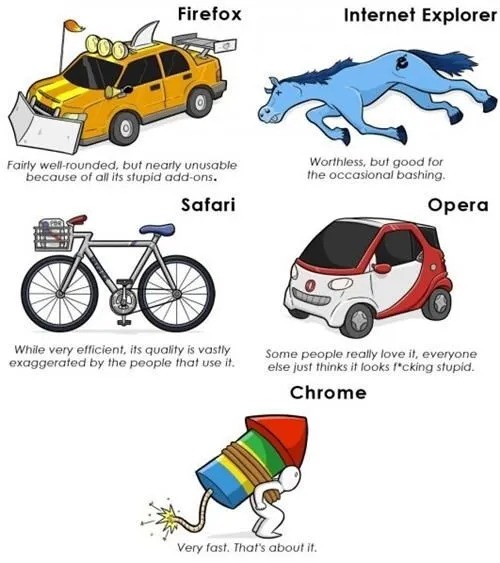 Firefox
Internet Explorer
Fairly well-rounded, but nearly unusable
because of all its stupid add-ons.
Worthless, but good for
the occasional bashing.
Safari
Opera
While very efficient, its quality is vastly
exaggerated by the people that use it.
Some people really love it, everyone
else just thinks it looks f*cking stupid.
Chrome
Very fast. That's about it.